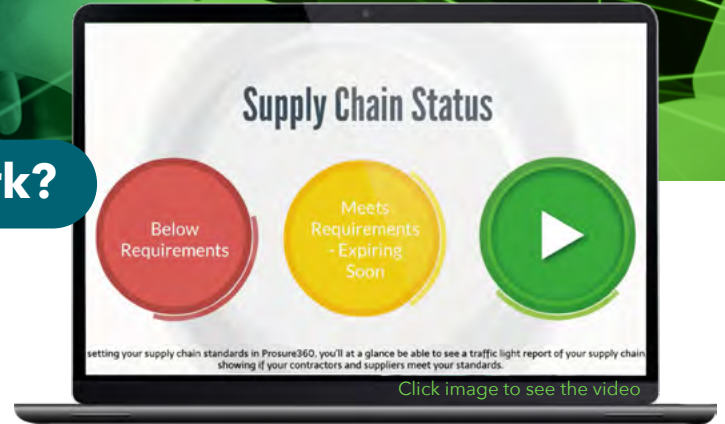 rk?
Supply Chain Status
Below
Requirements
Meets
Requirements
- Expiring
Soon
setting your supply chain standards in Prosure360, you'll at a glance be able to see a traffic light report of your supply chain
showing if your contractors and suppliers meet your standards.
Click image to see the video